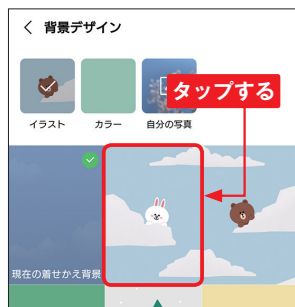 背景デザイン
タップする
イラスト
カラー
自分の写真
現在の着せかえ背景